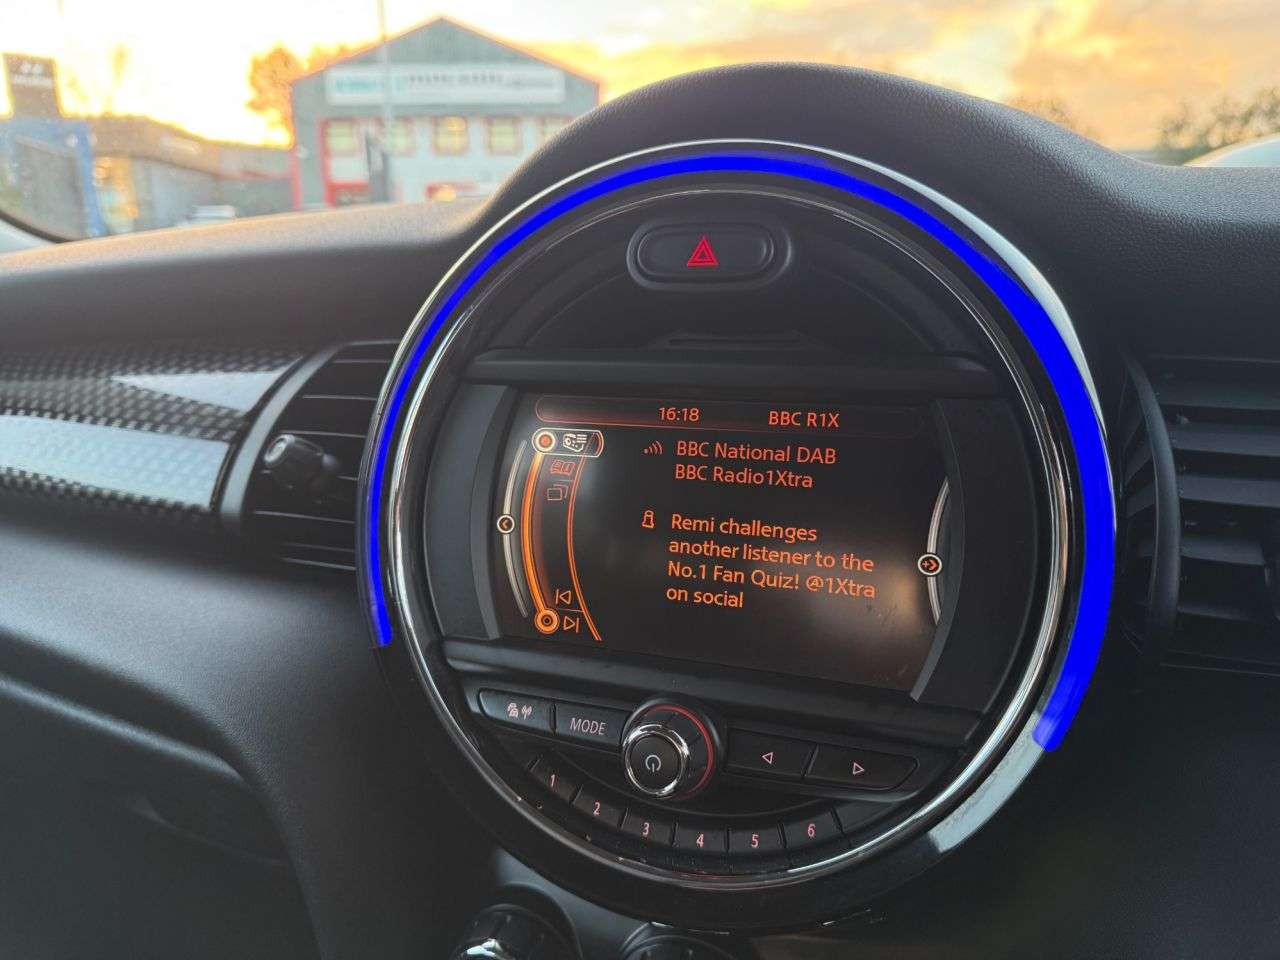 16:18 BBC R1X
BBC National DAB
BBC Radio1Xtra
Remi challenges
another listener to the
No.1 Fan Quiz! @1Xtra
on social
MODE
1 2 3 4 5 6